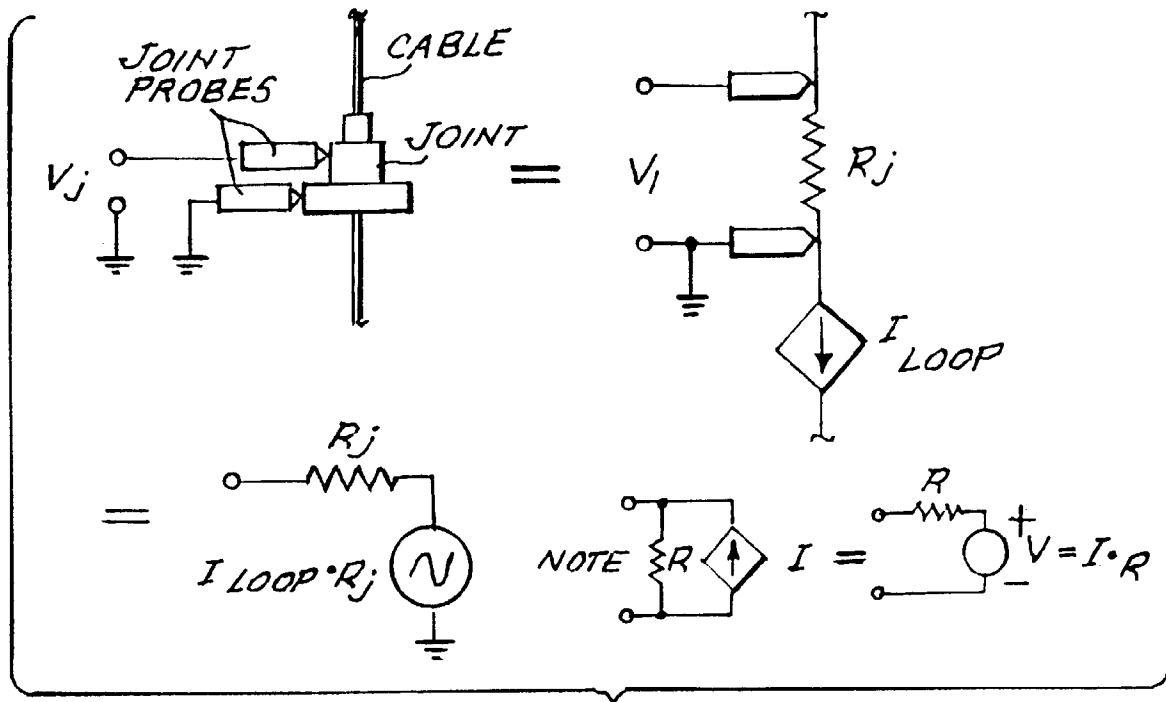 CABLE
JOINT
PROBES
JOINT
Vj
=
V1
Rj
I LOOP
=
Rj
I LOOP·Rj
NOTE
R
I
=
R
+
V = I·R
-